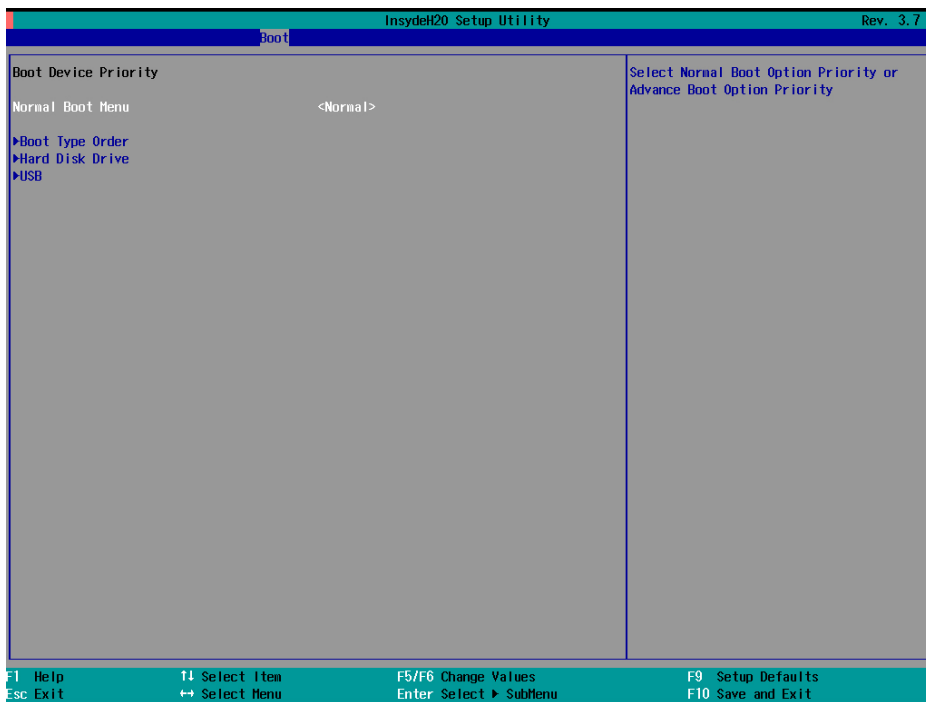 InsydeH20 Setup Utility Rev. 3.7
Boot
Boot Device Priority
Normal Boot Menu <Normal>
▶Boot Type Order
▶Hard Disk Drive
▶USB
Select Normal Boot Option Priority or
Advance Boot Option Priority
F1 Help ↑↓ Select Item F5/F6 Change Values F9 Setup Defaults
Esc Exit ↔ Select Menu Enter Select ▶ SubMenu F10 Save and Exit